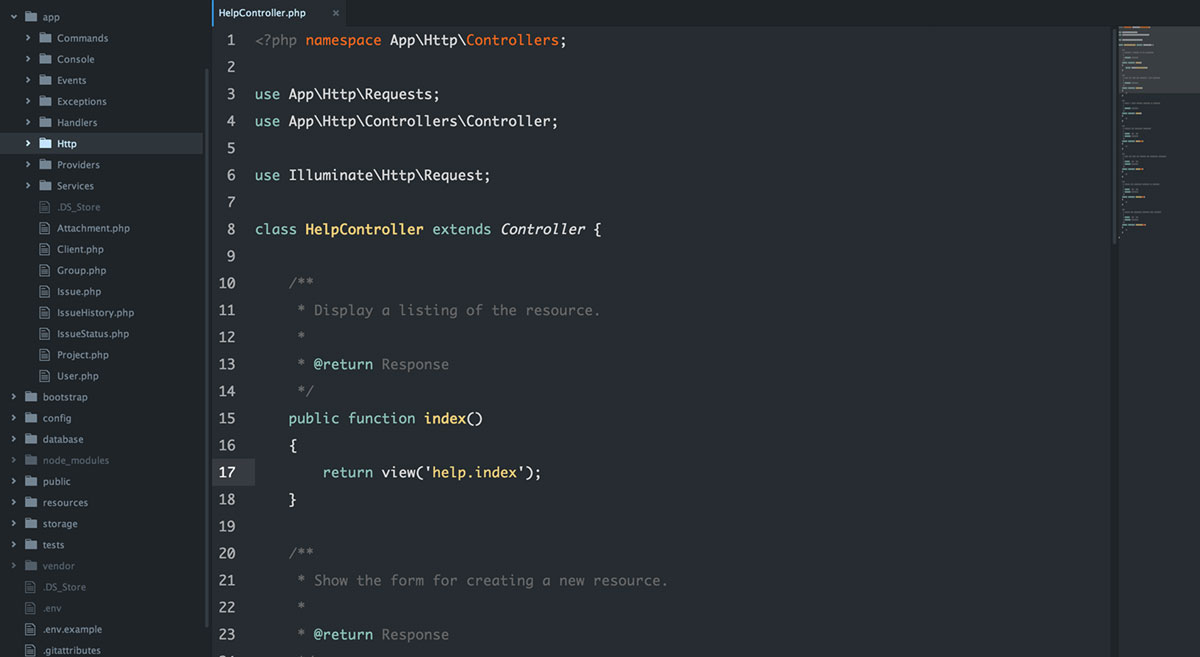 app
Commands
Console
Events
Exceptions
Handlers
Http
Providers
Services
.DS_Store
Attachment.php
Client.php
Group.php
Issue.php
IssueHistory.php
IssueStatus.php
Project.php
User.php
bootstrap
config
database
node_modules
public
resources
storage
tests
vendor
.DS_Store
.env
.env.example
.gitattributes
HelpController.php ×
1 <?php namespace App\Http\Controllers;
2
3 use App\Http\Requests;
4 use App\Http\Controllers\Controller;
5
6 use Illuminate\Http\Request;
7
8 class HelpController extends Controller {
9
10 /**
11 * Display a listing of the resource.
12 *
13 * @return Response
14 */
15 public function index()
16 {
17 return view('help.index');
18 }
19
20 /**
21 * Show the form for creating a new resource.
22 *
23 * @return Response